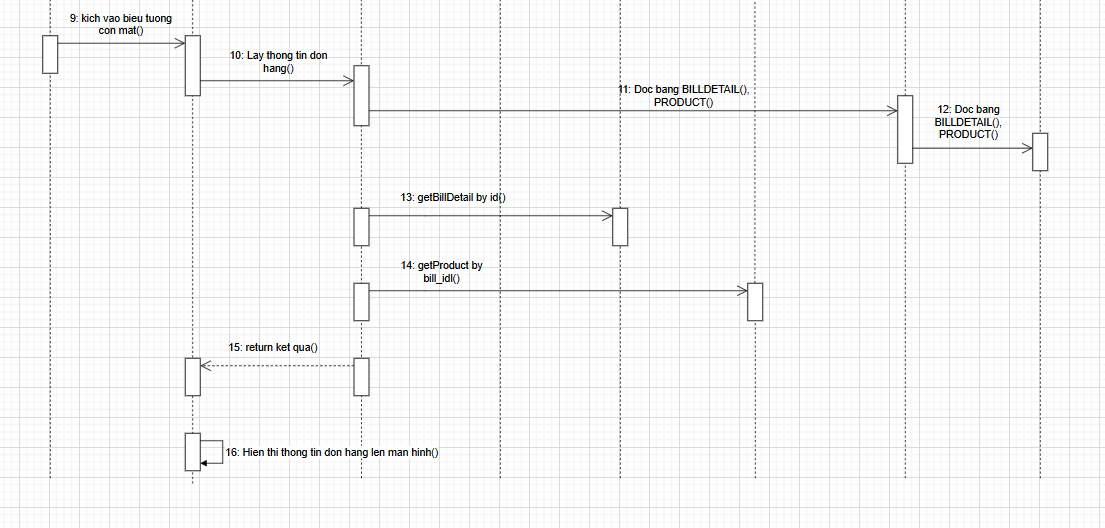 9: kich vao bieu tuong
con mat()
10: Lay thong tin don
hang()
11: Doc bang BILLDETAIL(),
PRODUCT()
12: Doc bang
BILLDETAIL(),
PRODUCT()
13: getBillDetail by id()
14: getProduct by
bill_idl()
15: return ket qua()
16: Hien thi thong tin don hang len man hinh()